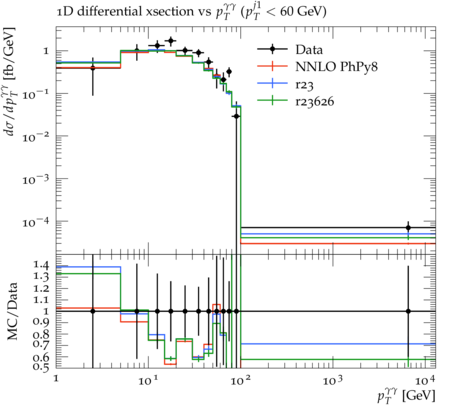 1D differential xsection vs p_T^{γγ} (p_T^{j1} < 60 GeV)
dσ/dp_T^{γγ} [fb/GeV]
Data
NNLO PhPy8
r23
r23626
1
10^{−1}
10^{−2}
10^{−3}
10^{−4}
MC/Data
1.4
1.3
1.2
1.1
1
0.9
0.8
0.7
0.6
0.5
1 10^1 10^2 10^3 10^4
p_T^{γγ} [GeV]